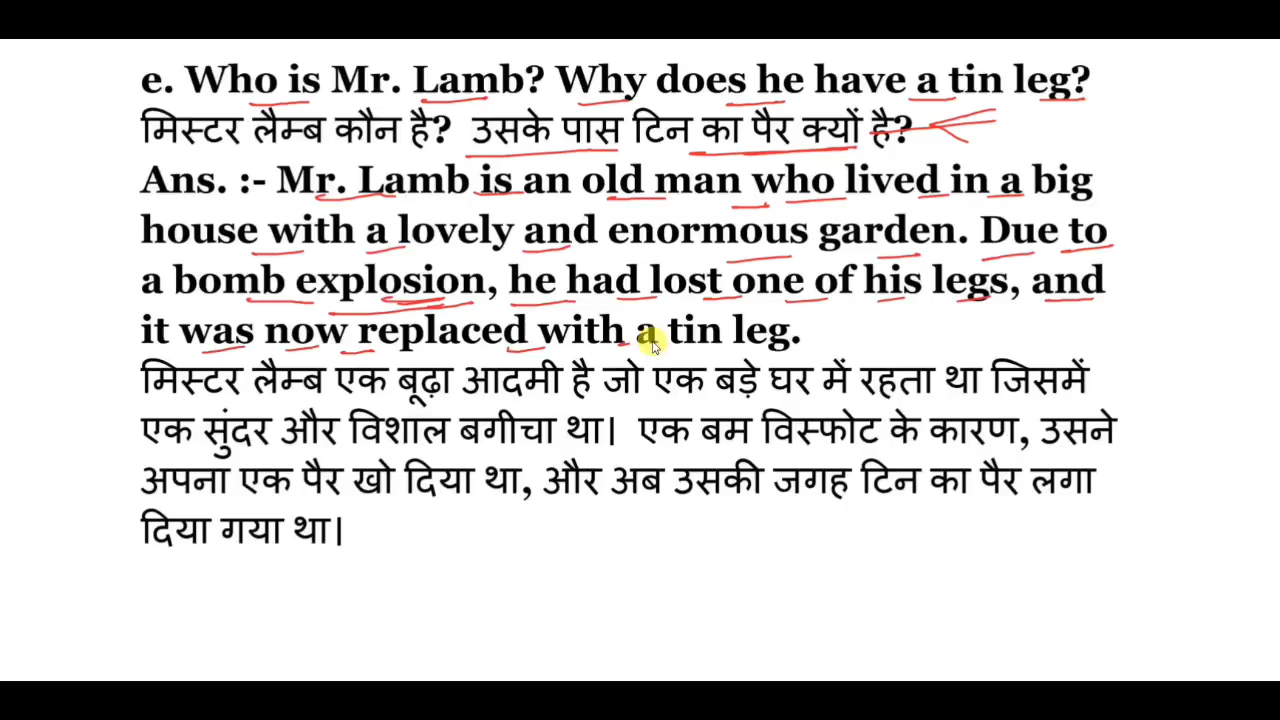 e. Who is Mr. Lamb? Why does he have a tin leg?
मिस्टर लैम्ब कौन है? उसके पास टिन का पैर क्यों है?
Ans. :- Mr. Lamb is an old man who lived in a big
house with a lovely and enormous garden. Due to
a bomb explosion, he had lost one of his legs, and
it was now replaced with a tin leg.
मिस्टर लैम्ब एक बूढ़ा आदमी है जो एक बड़े घर में रहता था जिसमें
एक सुंदर और विशाल बगीचा था। एक बम विस्फोट के कारण, उसने
अपना एक पैर खो दिया था, और अब उसकी जगह टिन का पैर लगा
दिया गया था।